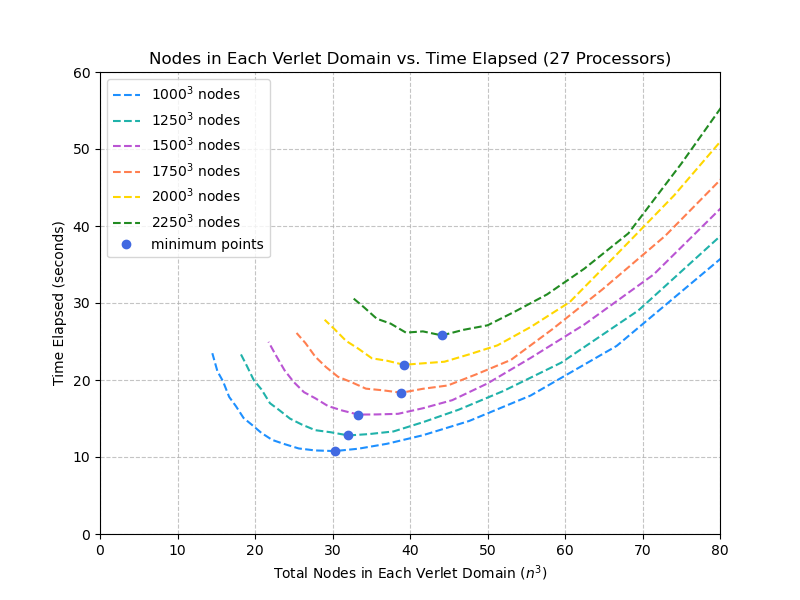 Nodes in Each Verlet Domain vs. Time Elapsed (27 Processors)
60
50
40
30
20
10
0
Time Elapsed (seconds)
1000³ nodes
1250³ nodes
1500³ nodes
1750³ nodes
2000³ nodes
2250³ nodes
minimum points
0 10 20 30 40 50 60 70 80
Total Nodes in Each Verlet Domain (n³)